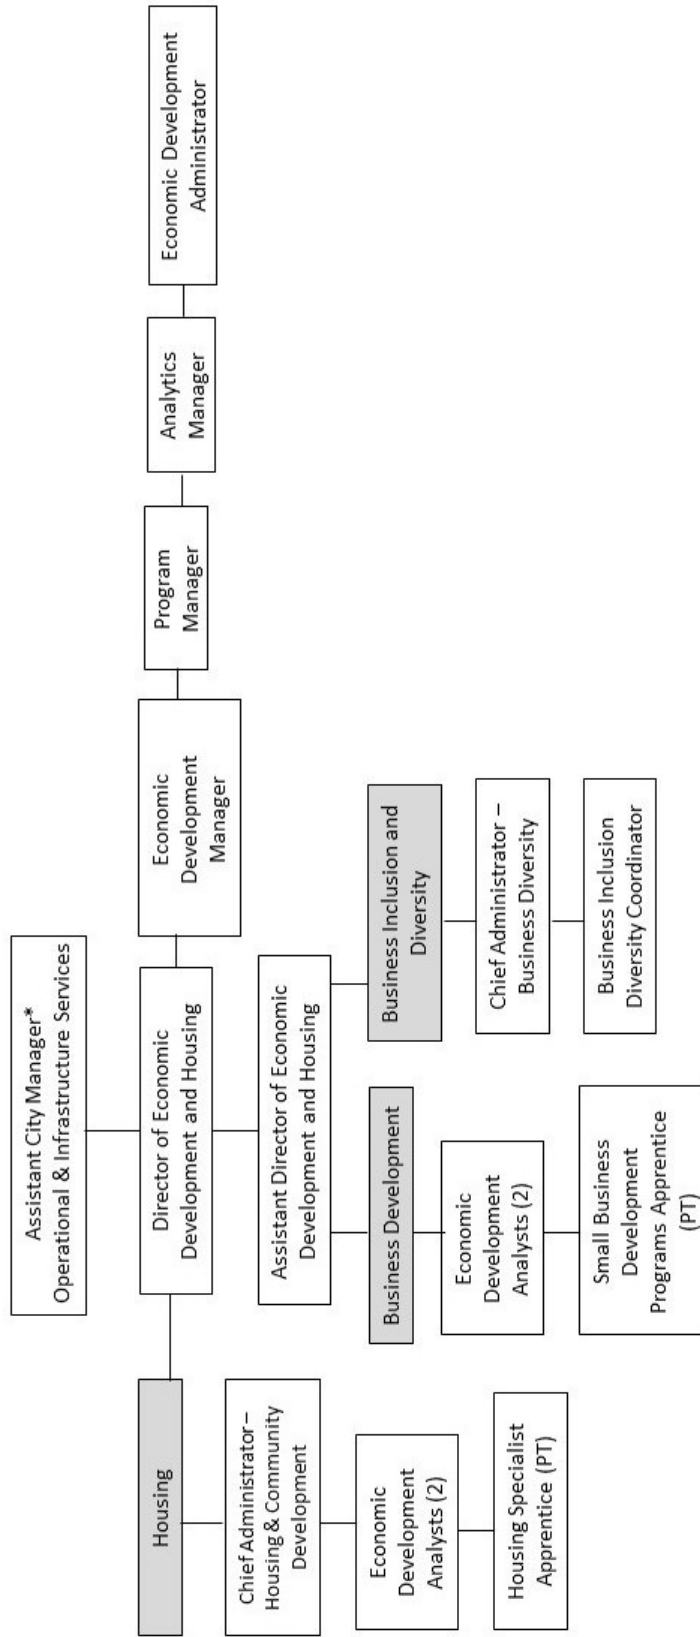 Assistant City Manager*
Operational & Infrastructure Services
Housing
Director of Economic
Development and Housing
Economic
Development
Manager
Program
Manager
Analytics
Manager
Economic Development
Administrator
Chief Administrator –
Housing & Community
Development
Assistant Director of Economic
Development and Housing
Economic
Development
Analysts (2)
Business Development
Business Inclusion and
Diversity
Housing Specialist
Apprentice (PT)
Economic
Development
Analysts (2)
Chief Administrator –
Business Diversity
Small Business
Development
Programs Apprentice
(PT)
Business Inclusion
Diversity Coordinator